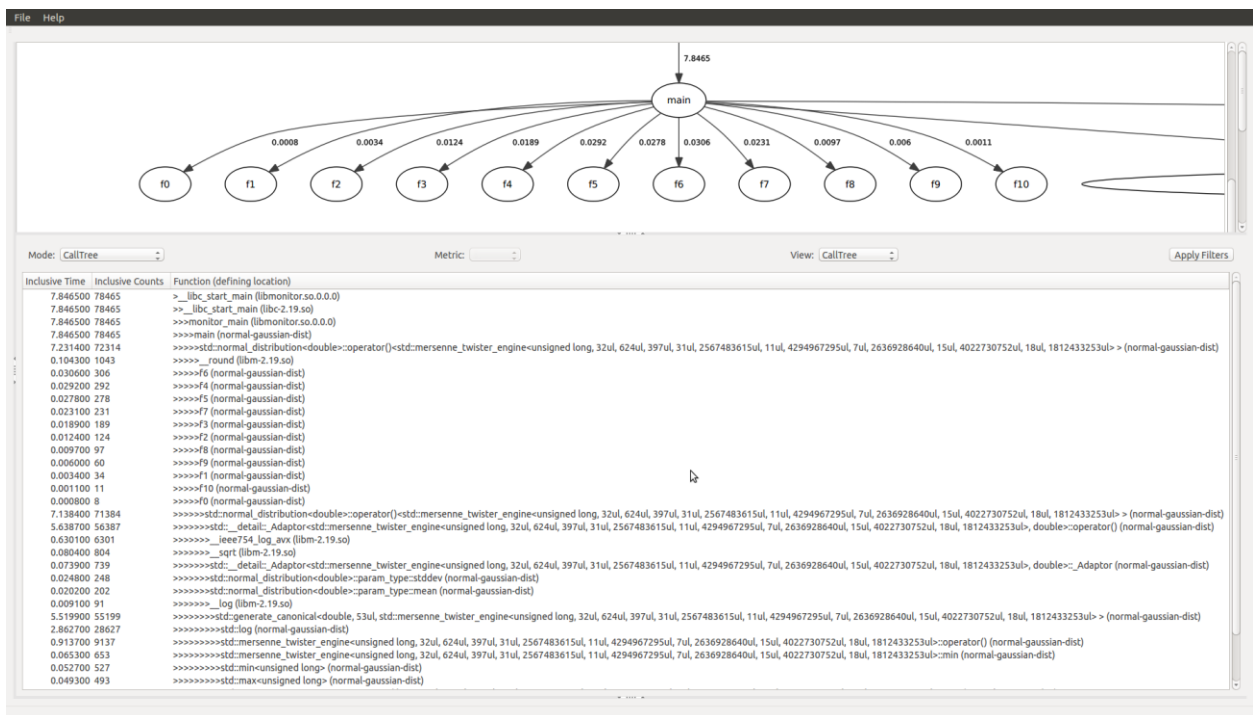 File Help
7.8465
main
0.0008 0.0034 0.0124 0.0189 0.0292 0.0278 0.0306 0.0231 0.0097 0.006 0.0011
f0 f1 f2 f3 f4 f5 f6 f7 f8 f9 f10
Mode: CallTree Metric: View: CallTree Apply Filters
Inclusive Time Inclusive Counts Function (defining location)
7.846500 78465 >__libc_start_main (libmonitor.so.0.0.0)
7.846500 78465 >>__libc_start_main (libc-2.19.so)
7.846500 78465 >>>monitor_main (libmonitor.so.0.0.0)
7.846500 78465 >>>>main (normal-gaussian-dist)
7.231400 72314 >>>>>std::normal_distribution<double>::operator()<std::mersenne_twister_engine<unsigned long, 32ul, 624ul, 397ul, 31ul, 2567483615ul, 11ul, 4294967295ul, 7ul, 2636928640ul, 15ul, 4022730752ul, 18ul, 1812433253ul> > (normal-gaussian-dist)
0.104300 1043 >>>>>__round (libm-2.19.so)
0.030600 306 >>>>>f6 (normal-gaussian-dist)
0.029200 292 >>>>>f4 (normal-gaussian-dist)
0.027800 278 >>>>>f5 (normal-gaussian-dist)
0.023100 231 >>>>>f7 (normal-gaussian-dist)
0.018900 189 >>>>>f3 (normal-gaussian-dist)
0.012400 124 >>>>>f2 (normal-gaussian-dist)
0.009700 97 >>>>>f8 (normal-gaussian-dist)
0.006000 60 >>>>>f9 (normal-gaussian-dist)
0.003400 34 >>>>>f1 (normal-gaussian-dist)
0.001100 11 >>>>>f10 (normal-gaussian-dist)
0.000800 8 >>>>>f0 (normal-gaussian-dist)
7.138400 71384 >>>>>>std::normal_distribution<double>::operator()<std::mersenne_twister_engine<unsigned long, 32ul, 624ul, 397ul, 31ul, 2567483615ul, 11ul, 4294967295ul, 7ul, 2636928640ul, 15ul, 4022730752ul, 18ul, 1812433253ul> > (normal-gaussian-dist)
5.638700 56387 >>>>>>>std::__detail::_Adaptor<std::mersenne_twister_engine<unsigned long, 32ul, 624ul, 397ul, 31ul, 2567483615ul, 11ul, 4294967295ul, 7ul, 2636928640ul, 15ul, 4022730752ul, 18ul, 1812433253ul>, double>::operator() (normal-gaussian-dist)
0.630100 6301 >>>>>>>__ieee754_log_avx (libm-2.19.so)
0.080400 804 >>>>>>>__sqrt (libm-2.19.so)
0.073900 739 >>>>>>>std::__detail::_Adaptor<std::mersenne_twister_engine<unsigned long, 32ul, 624ul, 397ul, 31ul, 2567483615ul, 11ul, 4294967295ul, 7ul, 2636928640ul, 15ul, 4022730752ul, 18ul, 1812433253ul>, double>::_Adaptor (normal-gaussian-dist)
0.024800 248 >>>>>>>std::normal_distribution<double>::param_type::stddev (normal-gaussian-dist)
0.020200 202 >>>>>>>std::normal_distribution<double>::param_type::mean (normal-gaussian-dist)
0.009100 91 >>>>>>>__log (libm-2.19.so)
5.519900 55199 >>>>>>>>std::generate_canonical<double, 53ul, std::mersenne_twister_engine<unsigned long, 32ul, 624ul, 397ul, 31ul, 2567483615ul, 11ul, 4294967295ul, 7ul, 2636928640ul, 15ul, 4022730752ul, 18ul, 1812433253ul> > (normal-gaussian-dist)
2.862700 28627 >>>>>>>>>std::log (normal-gaussian-dist)
0.913700 9137 >>>>>>>>>std::mersenne_twister_engine<unsigned long, 32ul, 624ul, 397ul, 31ul, 2567483615ul, 11ul, 4294967295ul, 7ul, 2636928640ul, 15ul, 4022730752ul, 18ul, 1812433253ul>::operator() (normal-gaussian-dist)
0.065300 653 >>>>>>>>>std::mersenne_twister_engine<unsigned long, 32ul, 624ul, 397ul, 31ul, 2567483615ul, 11ul, 4294967295ul, 7ul, 2636928640ul, 15ul, 4022730752ul, 18ul, 1812433253ul>::min (normal-gaussian-dist)
0.052700 527 >>>>>>>>>std::min<unsigned long> (normal-gaussian-dist)
0.049300 493 >>>>>>>>>std::max<unsigned long> (normal-gaussian-dist)